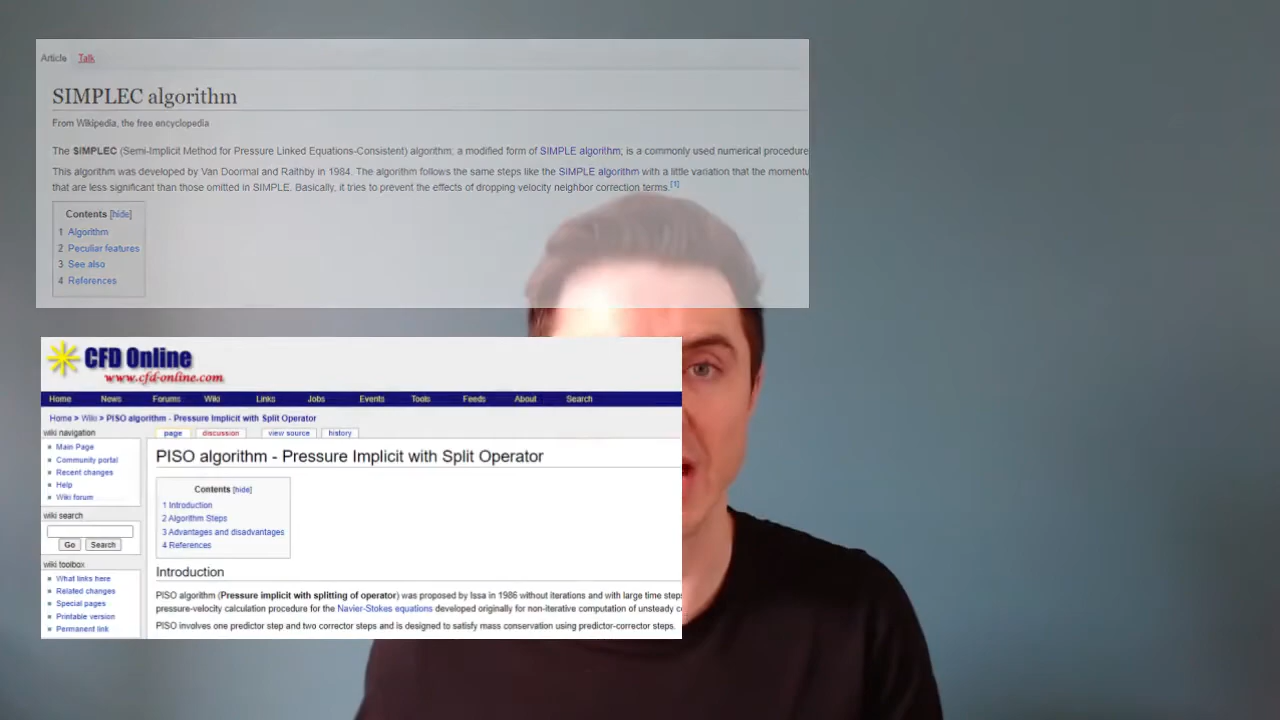 Article Talk
SIMPLEC algorithm
From Wikipedia, the free encyclopedia
The SIMPLEC (Semi-Implicit Method for Pressure Linked Equations-Consistent) algorithm, a modified form of SIMPLE algorithm, is a commonly used numerical procedure
This algorithm was developed by Van Doormal and Raithby in 1984. The algorithm follows the same steps like the SIMPLE algorithm with a little variation that the momentu
that are less significant than those omitted in SIMPLE. Basically, it tries to prevent the effects of dropping velocity neighbor correction terms.[1]
Contents [hide]
1 Algorithm
2 Peculiar features
3 See also
4 References
CFD Online
www.cfd-online.com
Home News Forums Wiki Links Jobs Events Tools Feeds About Search
Home > Wiki > PISO algorithm - Pressure Implicit with Split Operator
wiki navigation
Main Page
Community portal
Recent changes
Help
Wiki forum
wiki search
Go Search
wiki toolbox
What links here
Related changes
Special pages
Printable version
Permanent link
page discussion view source history
PISO algorithm - Pressure Implicit with Split Operator
Contents [hide]
1 Introduction
2 Algorithm Steps
3 Advantages and disadvantages
4 References
Introduction
PISO algorithm (Pressure implicit with splitting of operator) was proposed by Issa in 1986 without iterations and with large time steps
pressure-velocity calculation procedure for the Navier-Stokes equations developed originally for non-iterative computation of unsteady c
PISO involves one predictor step and two corrector steps and is designed to satisfy mass conservation using predictor-corrector steps.